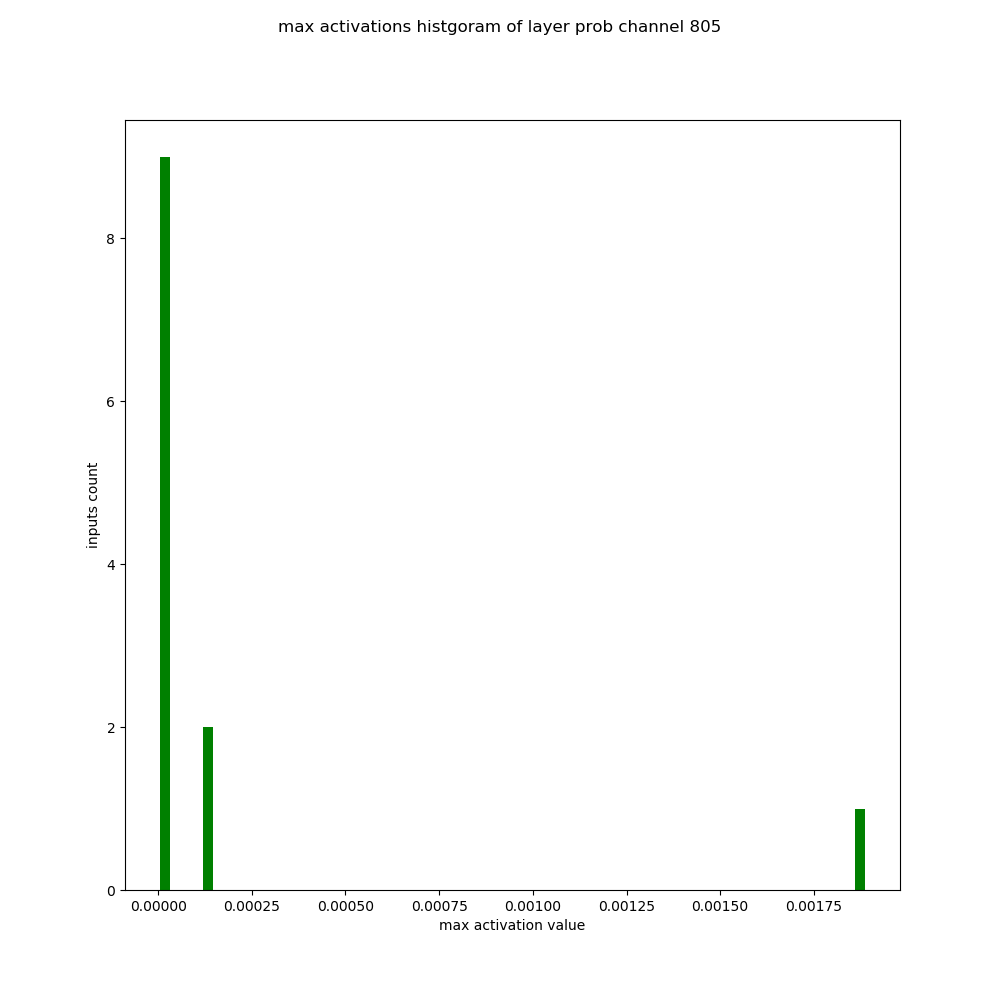 max activations histgoram of layer prob channel 805
8
6
4
2
0
inputs count
0.00000 0.00025 0.00050 0.00075 0.00100 0.00125 0.00150 0.00175
max activation value